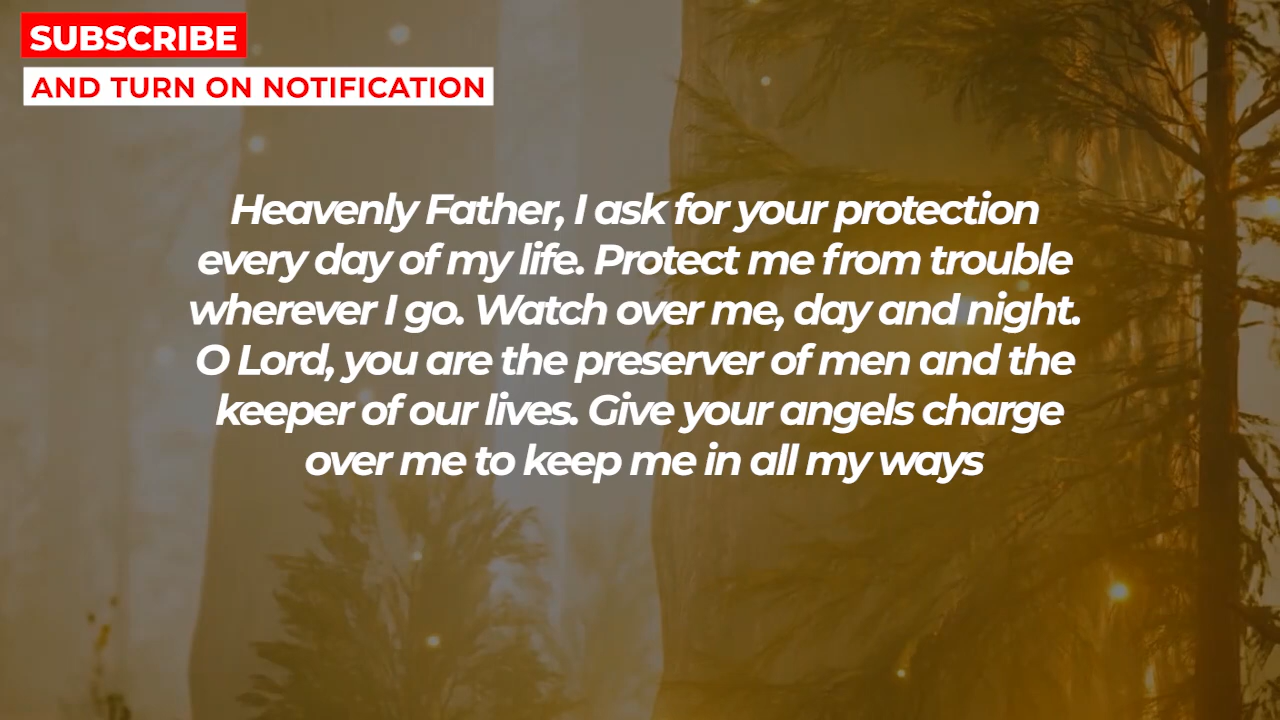 SUBSCRIBE
AND TURN ON NOTIFICATION
Heavenly Father, I ask for your protection
every day of my life. Protect me from trouble
wherever I go. Watch over me, day and night.
O Lord, you are the preserver of men and the
keeper of our lives. Give your angels charge
over me to keep me in all my ways